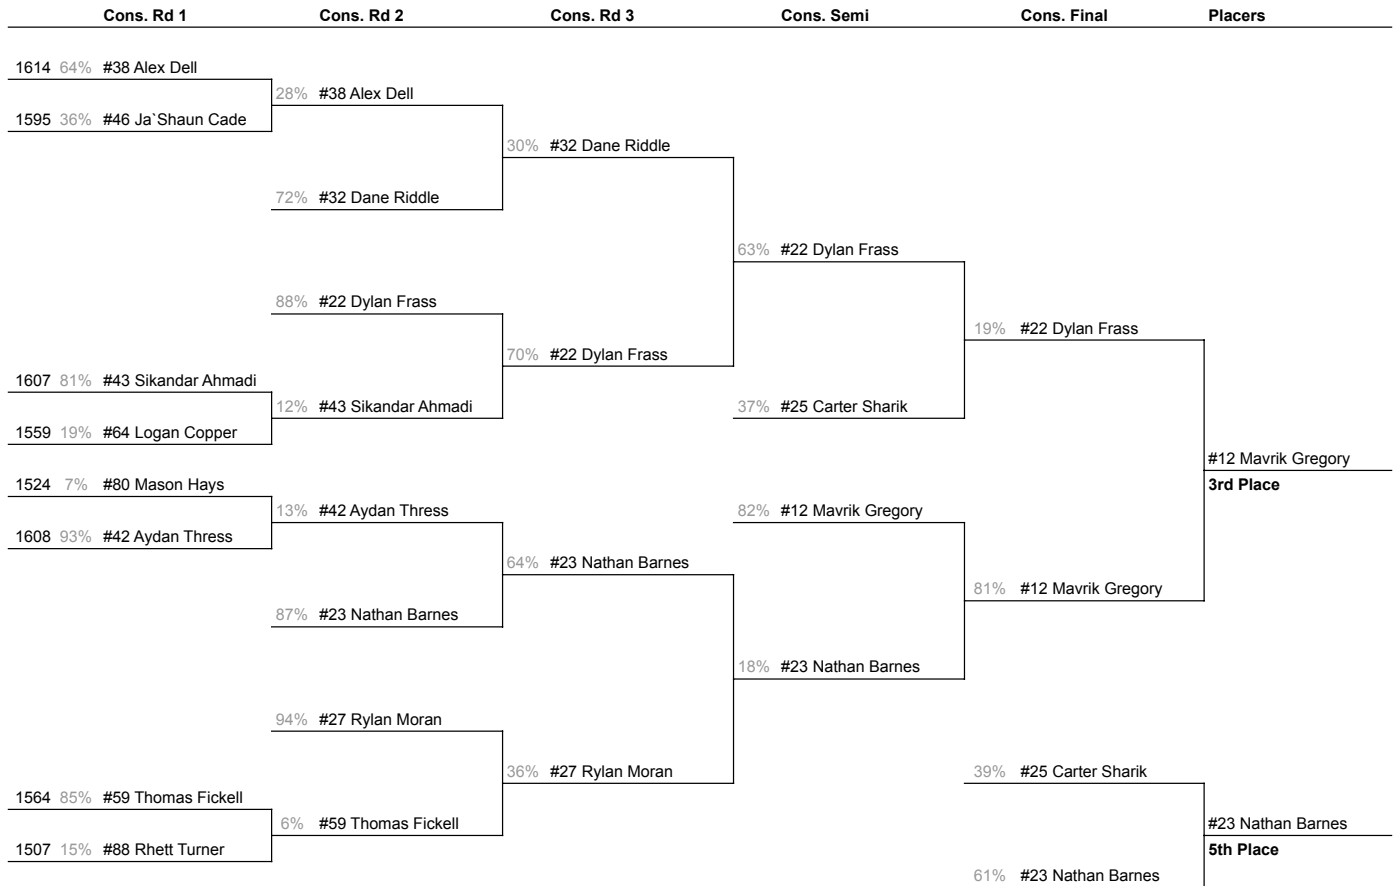 Cons. Rd 1 Cons. Rd 2 Cons. Rd 3 Cons. Semi Cons. Final Placers
1614 64% #38 Alex Dell
28% #38 Alex Dell
1595 36% #46 Ja`Shaun Cade
30% #32 Dane Riddle
72% #32 Dane Riddle
63% #22 Dylan Frass
88% #22 Dylan Frass
19% #22 Dylan Frass
70% #22 Dylan Frass
1607 81% #43 Sikandar Ahmadi
12% #43 Sikandar Ahmadi
37% #25 Carter Sharik
1559 19% #64 Logan Copper
#12 Mavrik Gregory
1524 7% #80 Mason Hays
3rd Place
13% #42 Aydan Thress
82% #12 Mavrik Gregory
1608 93% #42 Aydan Thress
64% #23 Nathan Barnes
81% #12 Mavrik Gregory
87% #23 Nathan Barnes
18% #23 Nathan Barnes
94% #27 Rylan Moran
36% #27 Rylan Moran
39% #25 Carter Sharik
1564 85% #59 Thomas Fickell
6% #59 Thomas Fickell
#23 Nathan Barnes
1507 15% #88 Rhett Turner
5th Place
61% #23 Nathan Barnes